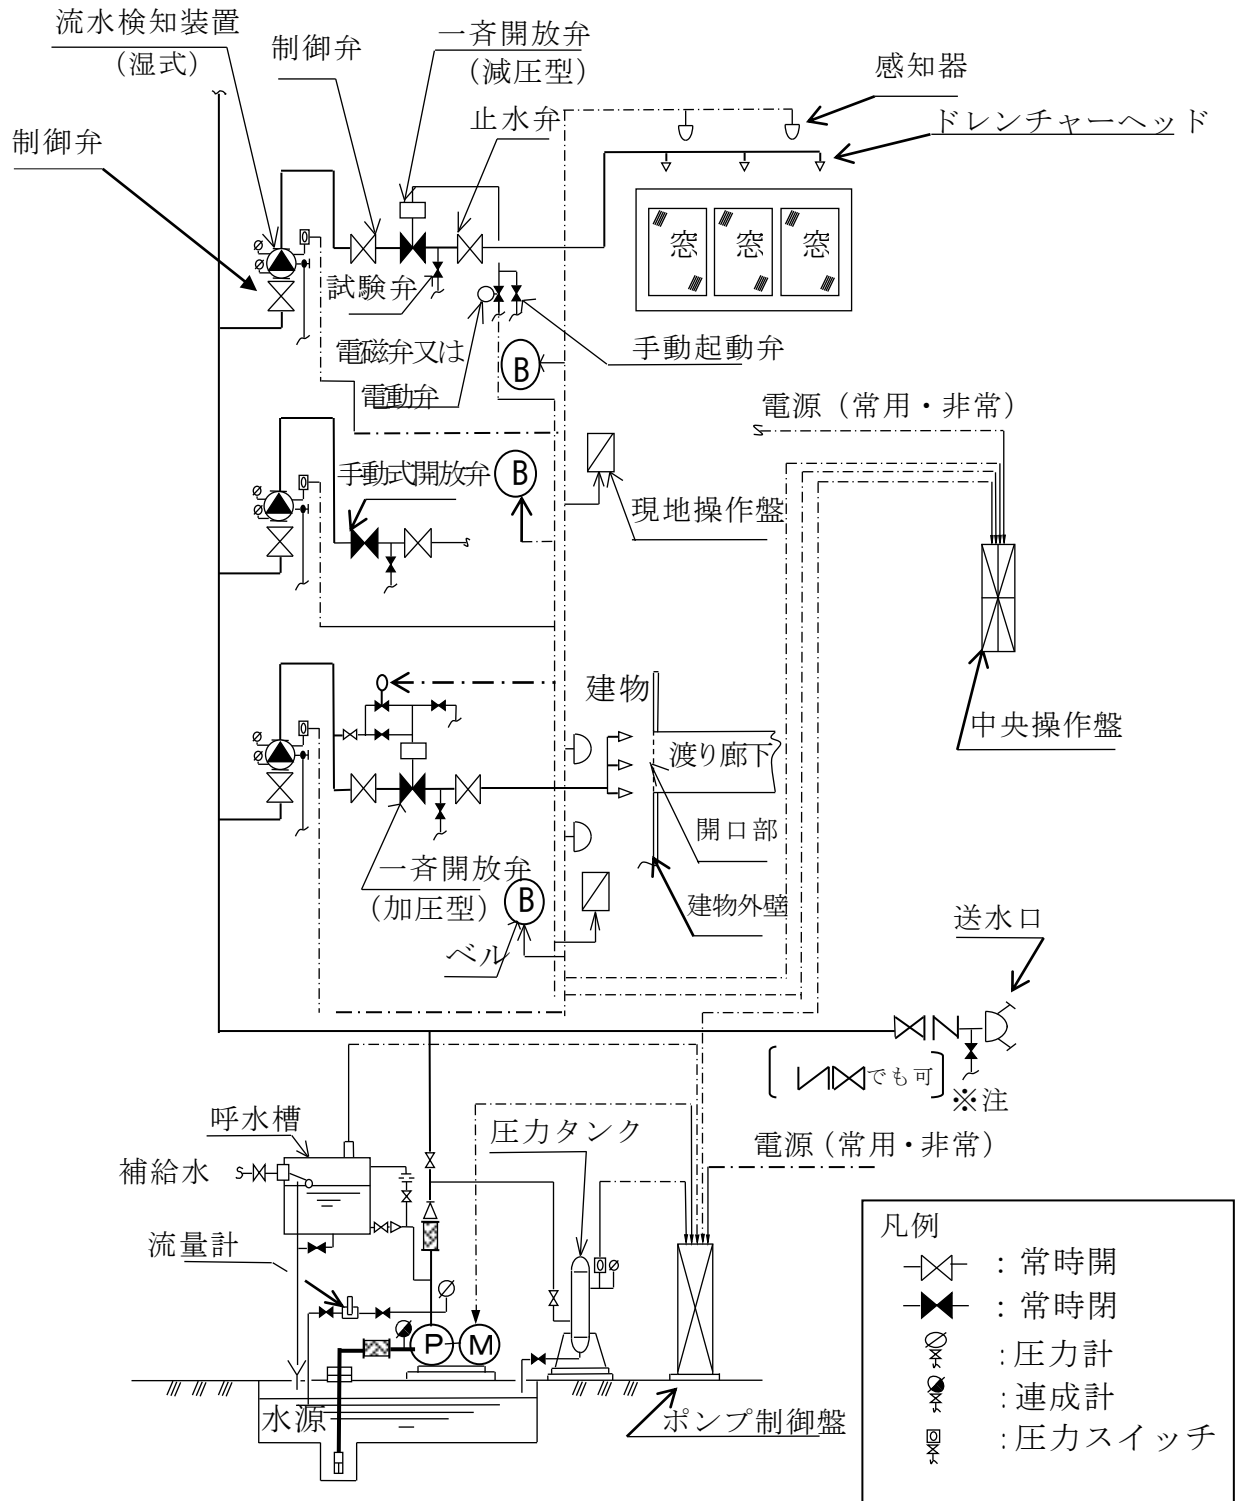 流水検知装置
（湿式）
制御弁
一斉開放弁
（減圧型）
止水弁
感知器
ドレンチャーヘッド
制御弁
窓
窓
窓
試験弁
手動起動弁
電磁弁又は
電動弁
B
電源（常用・非常）
手動式開放弁
B
現地操作盤
中央操作盤
建物
渡り廊下
開口部
一斉開放弁
（加圧型）
B
ベル
建物外壁
送水口
でも可
※注
呼水槽
圧力タンク
電源（常用・非常）
補給水
流量計
P
M
水源
ポンプ制御盤
凡例
：常時開
：常時閉
：圧力計
：連成計
：圧力スイッチ